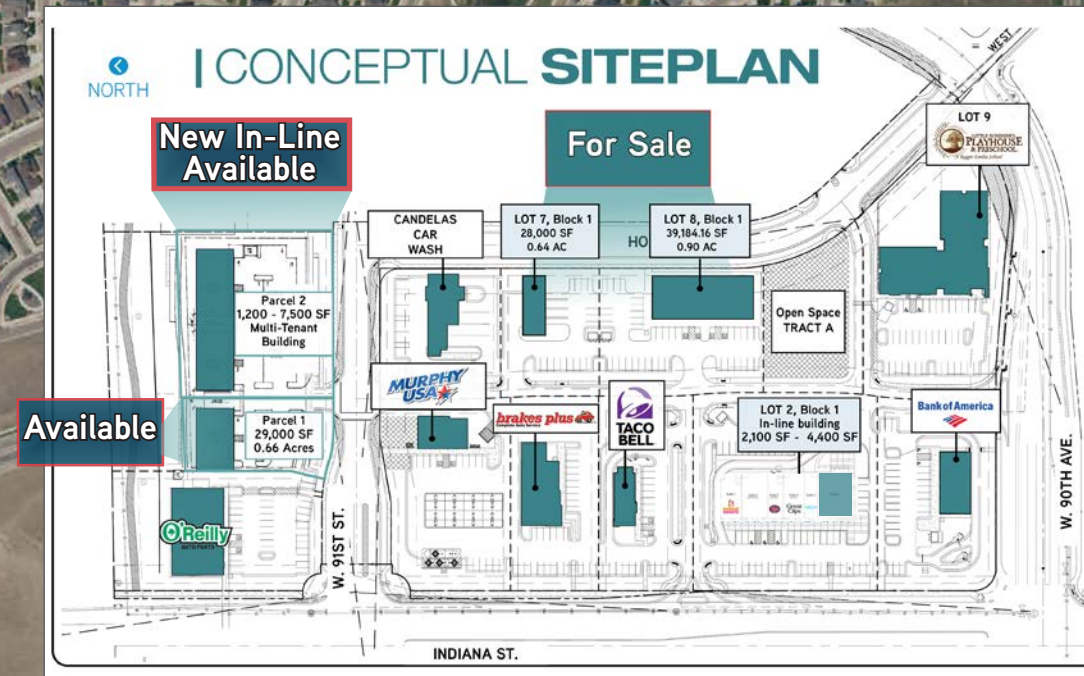 NORTH
| CONCEPTUAL SITEPLAN
WEST
New In-Line
Available
For Sale
LOT 9
PLAYHOUSE
& PRESCHOOL
CANDELAS
CAR
WASH
LOT 7, Block 1
28,000 SF
0.64 AC
HO
LOT 8, Block 1
39,184.16 SF
0.90 AC
Parcel 2
1,200 - 7,500 SF
Multi-Tenant
Building
Open Space
TRACT A
MURPHY
USA
brakes plus
TACO
BELL
LOT 2, Block 1
In-line building
2,100 SF - 4,400 SF
Bank of America
Available
Parcel 1
29,000 SF
0.66 Acres
O'Reilly
AUTO PARTS
Great
Clips
W. 91ST ST.
W. 90TH AVE.
INDIANA ST.